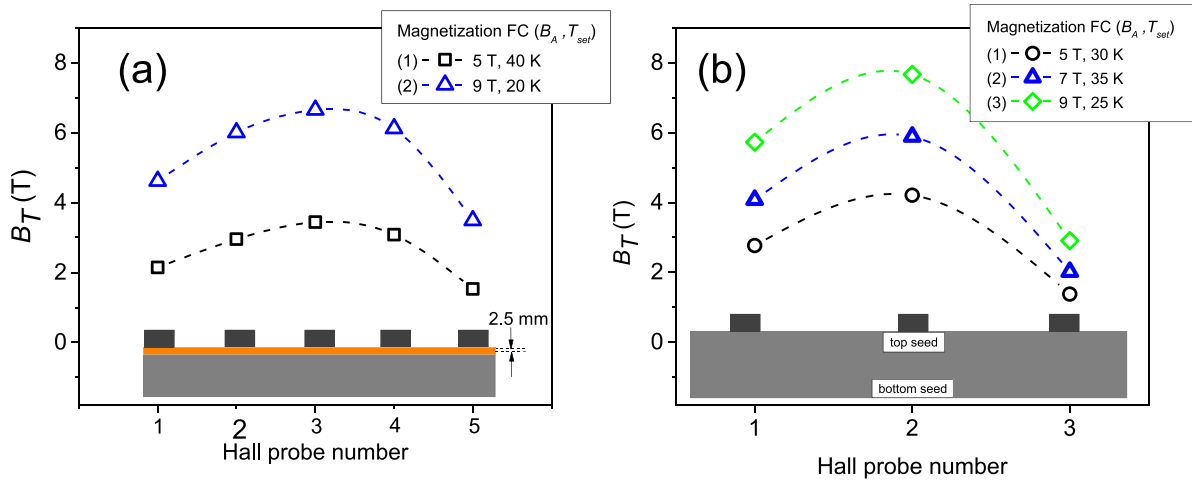 (a)
Magnetization FC (B_A , T_set)
(1) 5 T, 40 K
(2) 9 T, 20 K
8
6
4
2
0
B_T (T)
2.5 mm
1 2 3 4 5
Hall probe number
(b)
Magnetization FC (B_A , T_set)
(1) 5 T, 30 K
(2) 7 T, 35 K
(3) 9 T, 25 K
8
6
4
2
0
B_T (T)
top seed
bottom seed
1 2 3
Hall probe number